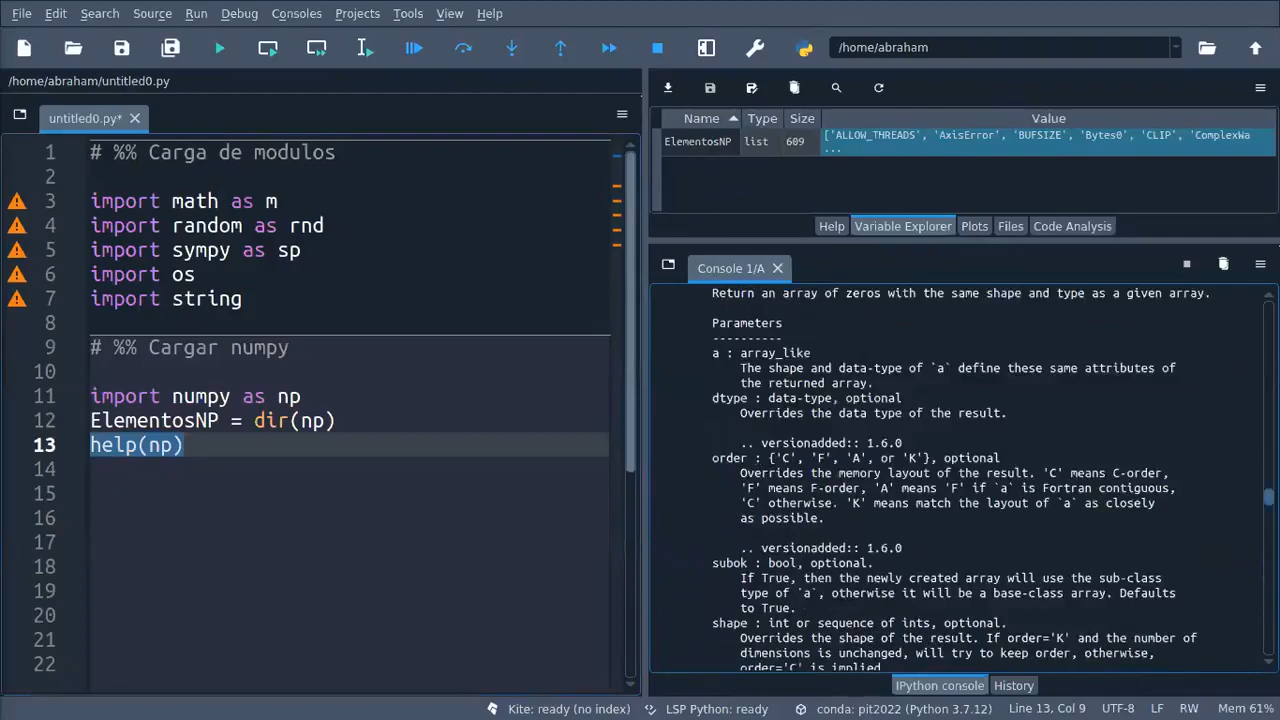 File Edit Search Source Run Debug Consoles Projects Tools View Help
/home/abraham
/home/abraham/untitled0.py
untitled0.py*
1 # %% Carga de modulos
2
3 import math as m
4 import random as rnd
5 import sympy as sp
6 import os
7 import string
8
9 # %% Cargar numpy
10
11 import numpy as np
12 ElementosNP = dir(np)
13 help(np)
14
15
16
17
18
19
20
21
22
Name Type Size Value
ElementosNP list 609 ['ALLOW_THREADS', 'AxisError', 'BUFSIZE', 'Bytes0', 'CLIP', 'ComplexWa
...
Help Variable Explorer Plots Files Code Analysis
Console 1/A
Return an array of zeros with the same shape and type as a given array.
Parameters
----------
a : array_like
The shape and data-type of `a` define these same attributes of
the returned array.
dtype : data-type, optional
Overrides the data type of the result.
.. versionadded:: 1.6.0
order : {'C', 'F', 'A', or 'K'}, optional
Overrides the memory layout of the result. 'C' means C-order,
'F' means F-order, 'A' means 'F' if `a` is Fortran contiguous,
'C' otherwise. 'K' means match the layout of `a` as closely
as possible.
.. versionadded:: 1.6.0
subok : bool, optional.
If True, then the newly created array will use the sub-class
type of `a`, otherwise it will be a base-class array. Defaults
to True.
shape : int or sequence of ints, optional.
Overrides the shape of the result. If order='K' and the number of
dimensions is unchanged, will try to keep order, otherwise,
order='C' is implied
IPython console History
Kite: ready (no index) LSP Python: ready conda: pit2022 (Python 3.7.12) Line 13, Col 9 UTF-8 LF RW Mem 61%